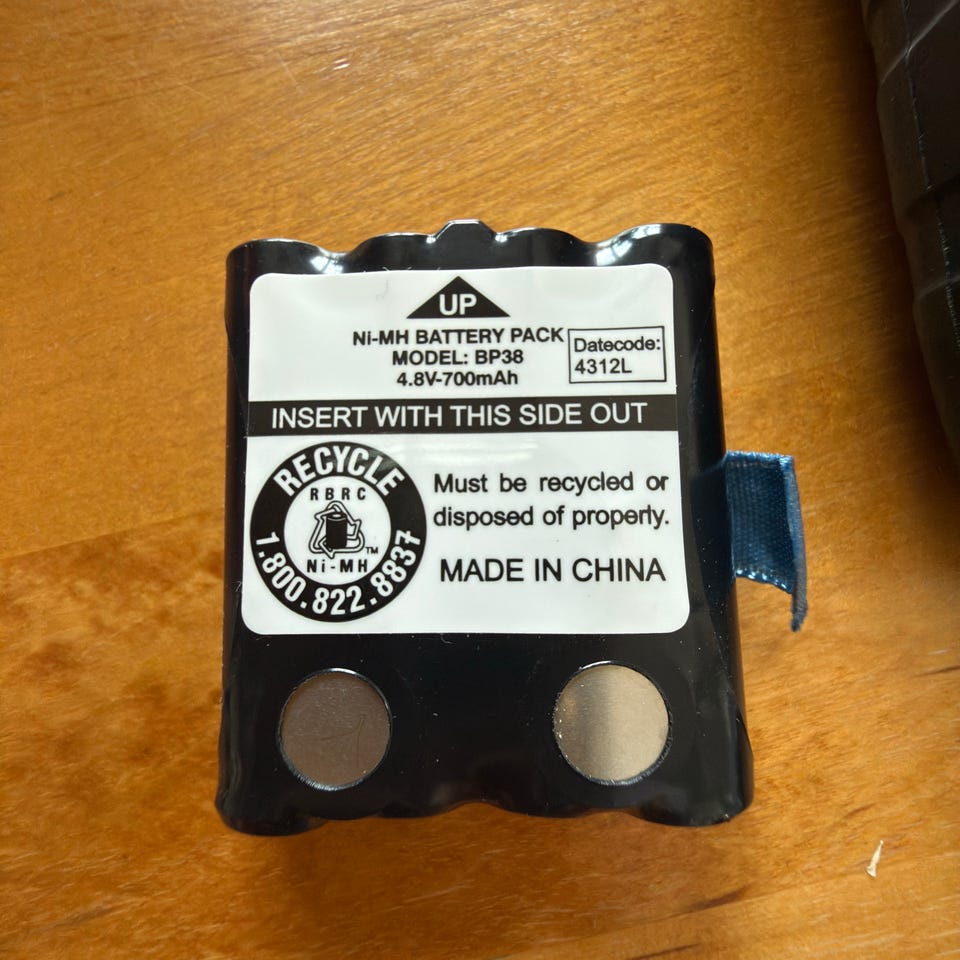 UP
Ni-MH BATTERY PACK
MODEL: BP38
4.8V-700mAh
Datecode:
4312L
INSERT WITH THIS SIDE OUT
RECYCLE
RBRC
TM
Ni-MH
1.800.822.8837
Must be recycled or
disposed of properly.
MADE IN CHINA